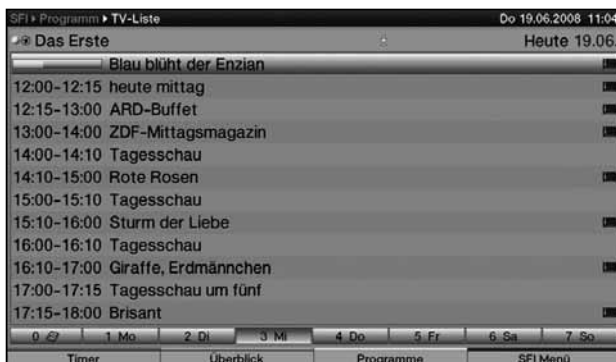 SFI Programm TV-Liste Do 19.06.2008 11:04
Das Erste Heute 19.06.
Blau blüht der Enzian
12:00-12:15 heute mittag
12:15-13:00 ARD-Buffet
13:00-14:00 ZDF-Mittagsmagazin
14:00-14:10 Tagesschau
14:10-15:00 Rote Rosen
15:00-15:10 Tagesschau
15:10-16:00 Sturm der Liebe
16:00-16:10 Tagesschau
16:10-17:00 Giraffe, Erdmännchen
17:00-17:15 Tagesschau um fünf
17:15-18:00 Brisant
0 1 Mo 2 Di 3 Mi 4 Do 5 Fr 6 Sa 7 So
Timer Überblick Programme SFI Menü